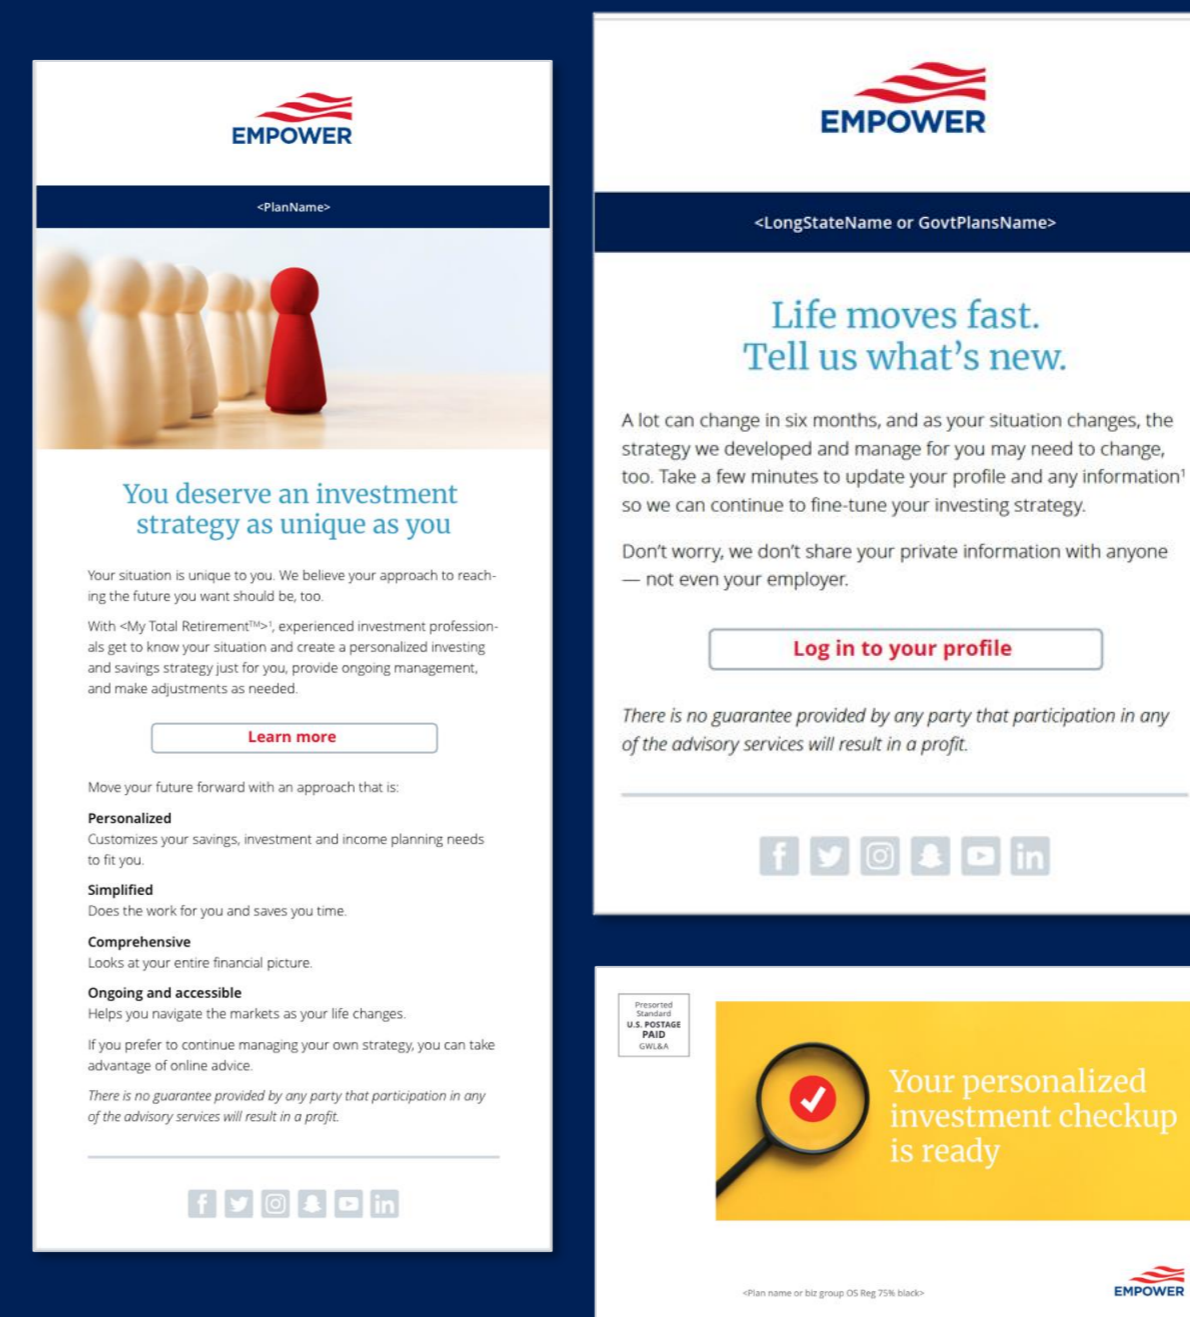 EMPOWER
<PlanName>
You deserve an investment
strategy as unique as you
Your situation is unique to you. We believe your approach to reach-
ing the future you want should be, too.
With <My Total Retirement™>¹, experienced investment profession-
als get to know your situation and create a personalized investing
and savings strategy just for you, provide ongoing management,
and make adjustments as needed.
Learn more
Move your future forward with an approach that is:
Personalized
Customizes your savings, investment and income planning needs
to fit you.
Simplified
Does the work for you and saves you time.
Comprehensive
Looks at your entire financial picture.
Ongoing and accessible
Helps you navigate the markets as your life changes.
If you prefer to continue managing your own strategy, you can take
advantage of online advice.
There is no guarantee provided by any party that participation in any
of the advisory services will result in a profit.
EMPOWER
<LongStateName or GovtPlansName>
Life moves fast.
Tell us what's new.
A lot can change in six months, and as your situation changes, the
strategy we developed and manage for you may need to change,
too. Take a few minutes to update your profile and any information¹
so we can continue to fine-tune your investing strategy.
Don't worry, we don't share your private information with anyone
— not even your employer.
Log in to your profile
There is no guarantee provided by any party that participation in any
of the advisory services will result in a profit.
Presorted
Standard
U.S. POSTAGE
PAID
GWL&A
Your personalized
investment checkup
is ready
<Plan name or biz group OS Reg 75% black>
EMPOWER